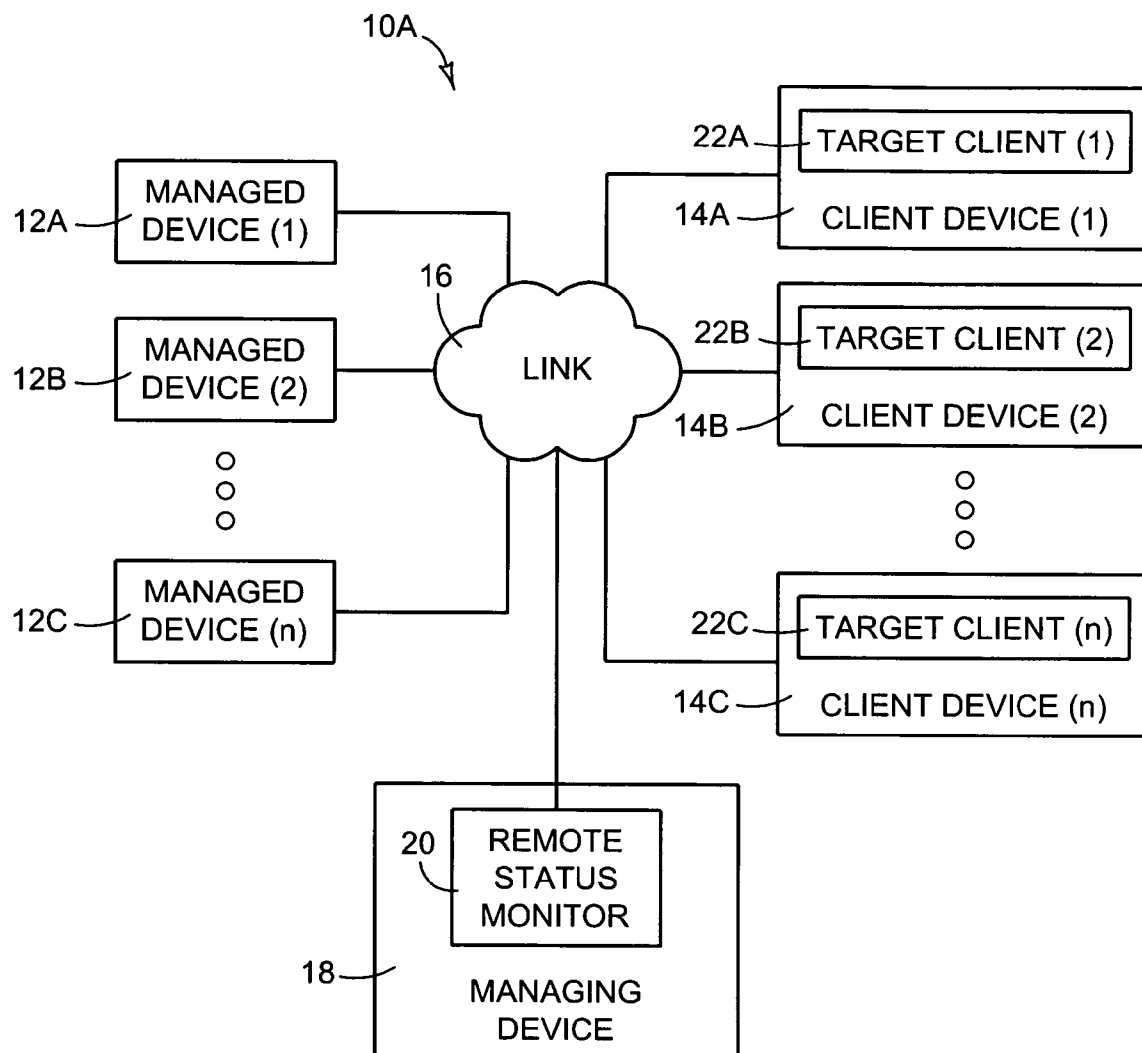 10A
12A
MANAGED
DEVICE (1)
12B
MANAGED
DEVICE (2)
12C
MANAGED
DEVICE (n)
16
LINK
22A
TARGET CLIENT (1)
14A
CLIENT DEVICE (1)
22B
TARGET CLIENT (2)
14B
CLIENT DEVICE (2)
22C
TARGET CLIENT (n)
14C
CLIENT DEVICE (n)
20
REMOTE
STATUS
MONITOR
18
MANAGING
DEVICE